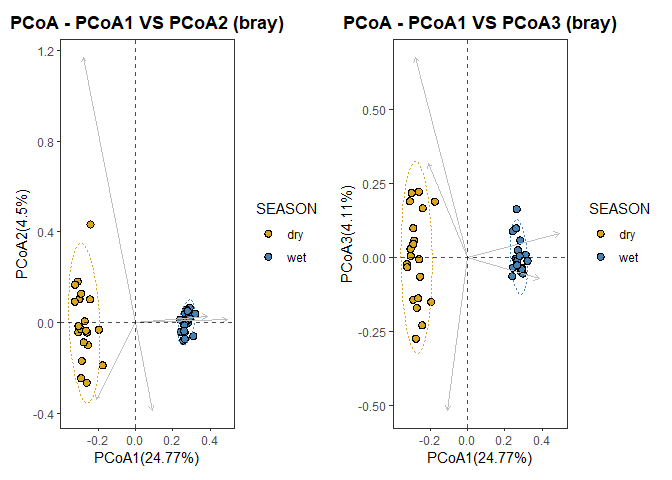 PCoA - PCoA1 VS PCoA2 (bray)
1.2
0.8
0.4
0.0
-0.4
PCoA2(4.5%)
-0.2 0.0 0.2 0.4
PCoA1(24.77%)
SEASON
dry
wet
PCoA - PCoA1 VS PCoA3 (bray)
0.50
0.25
0.00
-0.25
-0.50
PCoA3(4.11%)
-0.2 0.0 0.2 0.4
PCoA1(24.77%)
SEASON
dry
wet